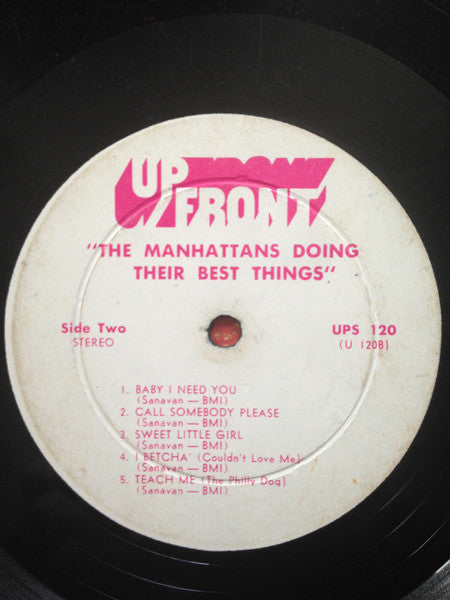 UP
FRONT
"THE MANHATTANS DOING
THEIR BEST THINGS"
Side Two
STEREO
UPS 120
(U 120B)
1. BABY I NEED YOU
(Sanavan — BMI)
2. CALL SOMEBODY PLEASE
(Sanavan — BMI)
3. SWEET LITTLE GIRL
(Sanavan — BMI)
4. I BETCHA' (Couldn't Love Me)
(Sanavan — BMI)
5. TEACH ME (The Philly Dog)
(Sanavan — BMI)